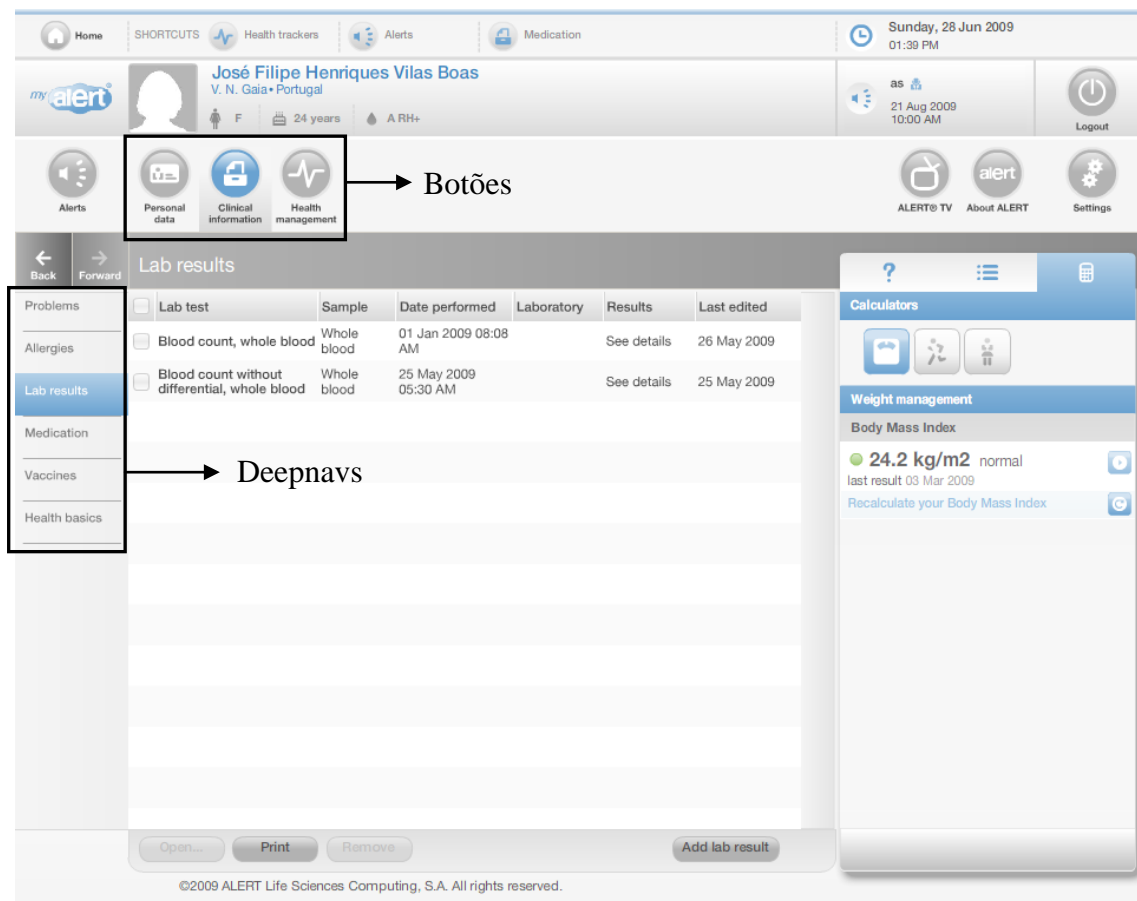 Home
SHORTCUTS
Health trackers
Alerts
Medication
Sunday, 28 Jun 2009
01:39 PM
my alert
José Filipe Henriques Vilas Boas
V. N. Gaia• Portugal
F
24 years
A RH+
as
21 Aug 2009
10:00 AM
Logout
Alerts
Personal data
Clinical information
Health management
Botões
ALERT® TV
alert
About ALERT
Settings
Back
Forward
Lab results
?
Problems
Allergies
Lab results
Medication
Vaccines
Health basics
Deepnavs
Lab test Sample Date performed Laboratory Results Last edited
Blood count, whole blood Whole blood 01 Jan 2009 08:08 AM See details 26 May 2009
Blood count without differential, whole blood Whole blood 25 May 2009 05:30 AM See details 25 May 2009
Calculators
Weight management
Body Mass Index
24.2 kg/m2 normal
last result 03 Mar 2009
Recalculate your Body Mass Index
Open...
Print
Remove
Add lab result
©2009 ALERT Life Sciences Computing, S.A. All rights reserved.